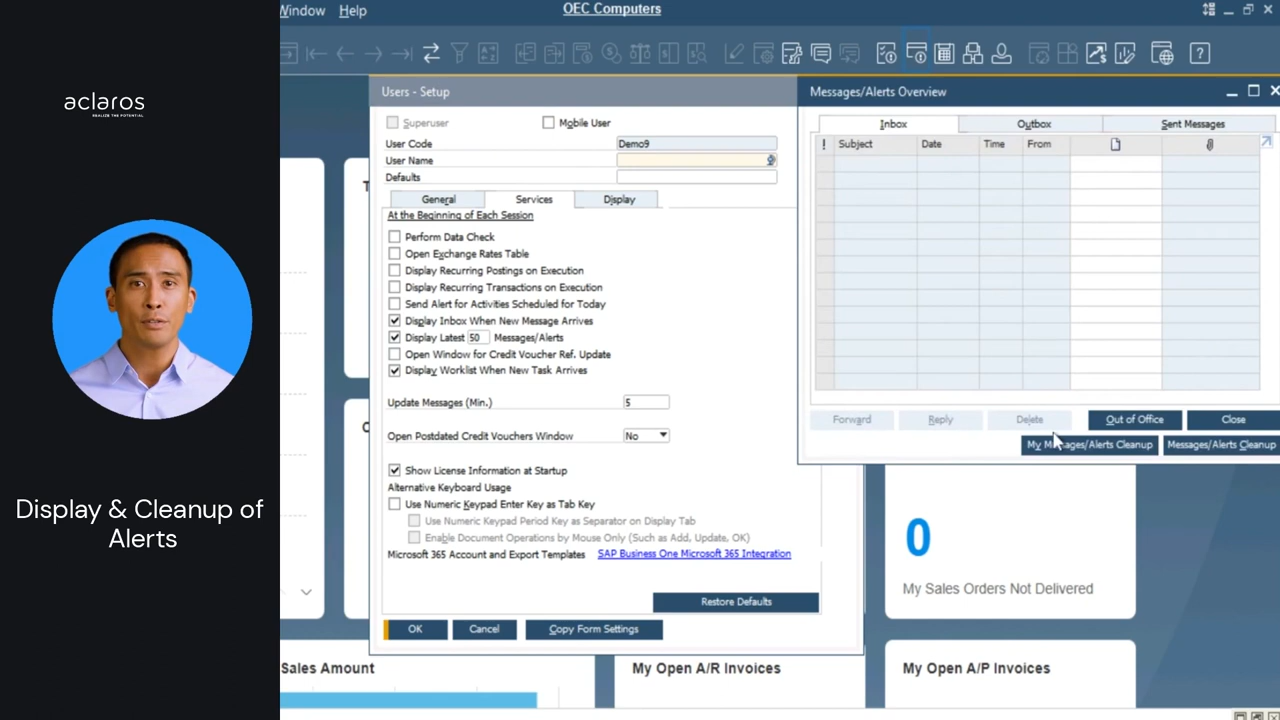 Window Help
OEC Computers
aclaros
REALIZE THE POTENTIAL
Display & Cleanup of
Alerts
Users - Setup
Superuser
Mobile User
User Code
Demo9
User Name
Defaults
General
Services
Display
At the Beginning of Each Session
Perform Data Check
Open Exchange Rates Table
Display Recurring Postings on Execution
Display Recurring Transactions on Execution
Send Alert for Activities Scheduled for Today
Display Inbox When New Message Arrives
Display Latest 50 Messages/Alerts
Open Window for Credit Voucher Ref. Update
Display Worklist When New Task Arrives
Update Messages (Min.)
5
Open Postdated Credit Vouchers Window
No
Show License Information at Startup
Alternative Keyboard Usage
Use Numeric Keypad Enter Key as Tab Key
Use Numeric Keypad Period Key as Separator on Display Tab
Enable Document Operations by Mouse Only (Such as Add, Update, OK)
Microsoft 365 Account and Export Templates
SAP Business One Microsoft 365 Integration
Restore Defaults
OK
Cancel
Copy Form Settings
Messages/Alerts Overview
Inbox
Outbox
Sent Messages
! Subject Date Time From
Forward
Reply
Delete
Out of Office
Close
My Messages/Alerts Cleanup
Messages/Alerts Cleanup
0
My Sales Orders Not Delivered
Sales Amount
My Open A/R Invoices
My Open A/P Invoices